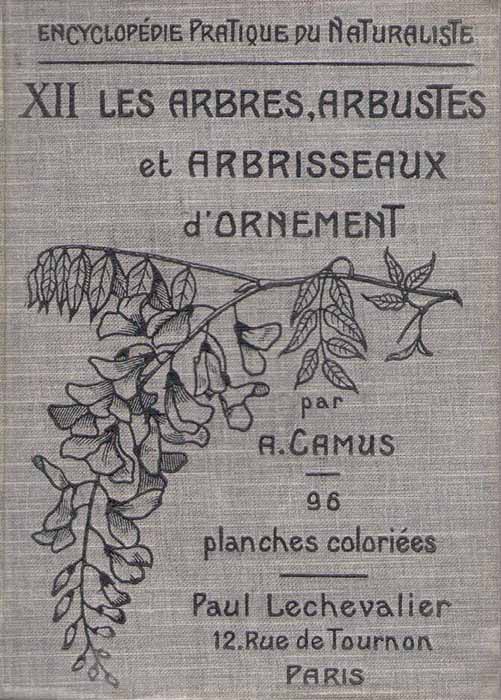 ENCYCLOPÉDIE PRATIQUE DU NATURALISTE
XII LES ARBRES, ARBUSTES
et ARBRISSEAUX
d'ORNEMENT
par
A. CAMUS
96
planches coloriées
Paul Lechevalier
12. Rue de Tournon
PARIS